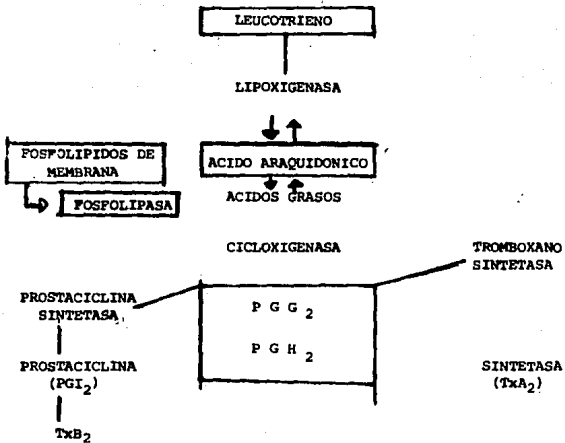 LEUCOTRIENO
LIPOXIGENASA
FOSFOLIPIDOS DE
MEMBRANA
FOSFOLIPASA
ACIDO ARAQUIDONICO
ACIDOS GRASOS
CICLOXIGENASA
TROMBOXANO
SINTETASA
PROSTACICLINA
SINTETASA
P G G 2
P G H 2
PROSTACICLINA
(PGI2)
SINTETASA
(TxA2)
TxB2